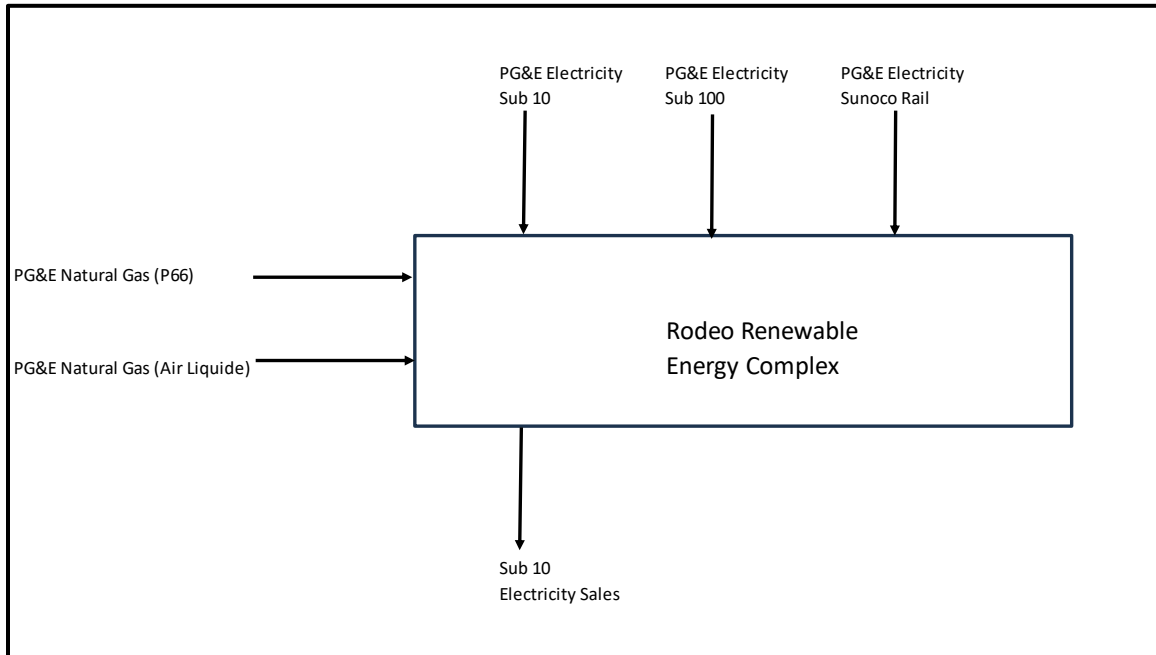 PG&E Electricity
Sub 10
PG&E Electricity
Sub 100
PG&E Electricity
Sunoco Rail
PG&E Natural Gas (P66)
PG&E Natural Gas (Air Liquide)
Rodeo Renewable
Energy Complex
Sub 10
Electricity Sales